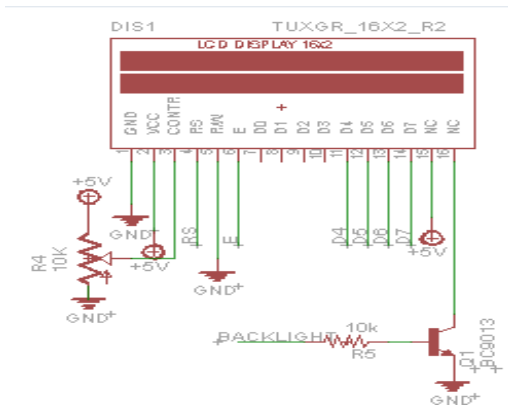 DIS1 TUXGR_16X2_R2
LCD DISPLAY 16x2
GND VCC CONTR RS R/W E D0 D1 D2 D3 D4 D5 D6 D7 NC NC
1 2 3 4 5 6 7 8 9 10 11 12 13 14 15 16
+5V
GND
RS
E
D4
D5
D6
D7
+5V
+5V
R4
10K
GND
GND
BACKLIGHT
10k
R5
Q1
BC9013
GND